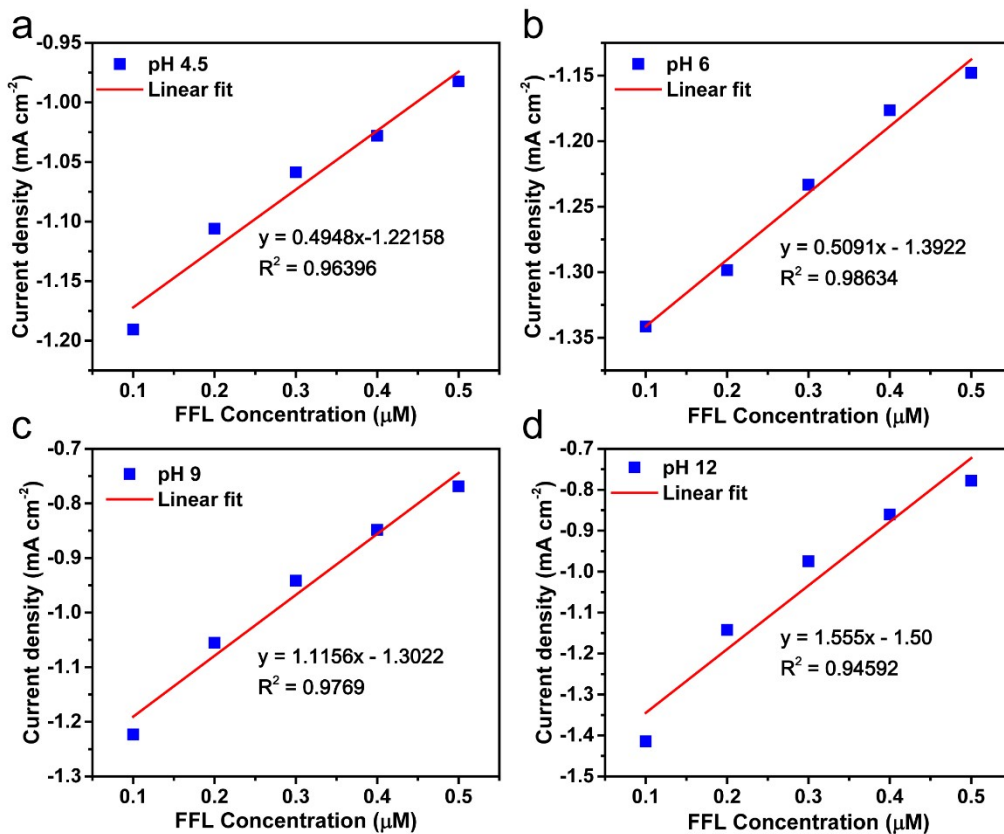 a
-0.95
-1.00
-1.05
-1.10
-1.15
-1.20
Current density (mA cm⁻²)
pH 4.5
Linear fit
y = 0.4948x-1.22158
R² = 0.96396
0.1 0.2 0.3 0.4 0.5
FFL Concentration (μM)
b
-1.15
-1.20
-1.25
-1.30
-1.35
Current density (mA cm⁻²)
pH 6
Linear fit
y = 0.5091x - 1.3922
R² = 0.98634
0.1 0.2 0.3 0.4 0.5
FFL Concentration (μM)
c
-0.7
-0.8
-0.9
-1.0
-1.1
-1.2
-1.3
Current density (mA cm⁻²)
pH 9
Linear fit
y = 1.1156x - 1.3022
R² = 0.9769
0.1 0.2 0.3 0.4 0.5
FFL Concentration (μM)
d
-0.7
-0.8
-0.9
-1.0
-1.1
-1.2
-1.3
-1.4
-1.5
Current density (mA cm⁻²)
pH 12
Linear fit
y = 1.555x - 1.50
R² = 0.94592
0.1 0.2 0.3 0.4 0.5
FFL Concentration (μM)